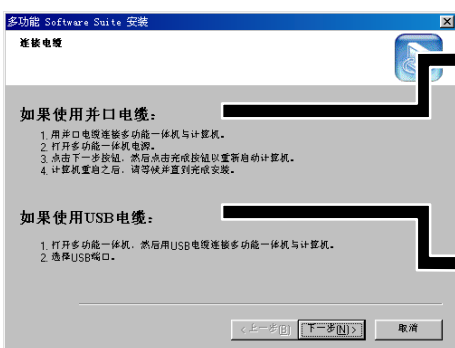 多功能 Software Suite 安装
连接电缆
如果使用并口电缆：
1. 用并口电缆连接多功能一体机与计算机。
2. 打开多功能一体机电源。
3. 点击下一步按钮，然后点击完成按钮以重新启动计算机。
4. 计算机重启之后，请等候并直到完成安装。
如果使用USB电缆：
1. 打开多功能一体机，然后用USB电缆连接多功能一体机与计算机。
2. 选择USB端口。
<上一步(B)
下一步(N)>
取消